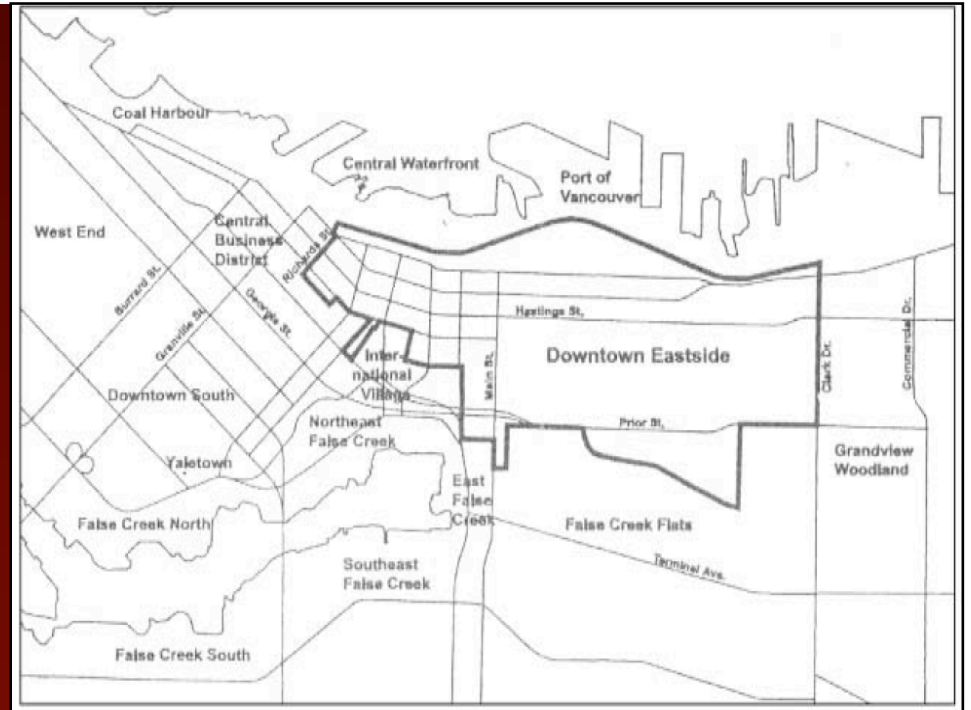 Coal Harbour
Central Waterfront
Port of
Vancouver
West End
Central
Business
District
Richards St.
Burrard St.
Granville St.
Georgia St.
Hastings St.
Main St.
Downtown Eastside
Clark Dr.
Commercial Dr.
Inter-
national
Village
Downtown South
Northeast
False Creek
Prior St.
Yaletown
Grandview
Woodland
East
False
Creek
False Creek North
False Creek Flats
Southeast
False Creek
Terminal Ave.
False Creek South